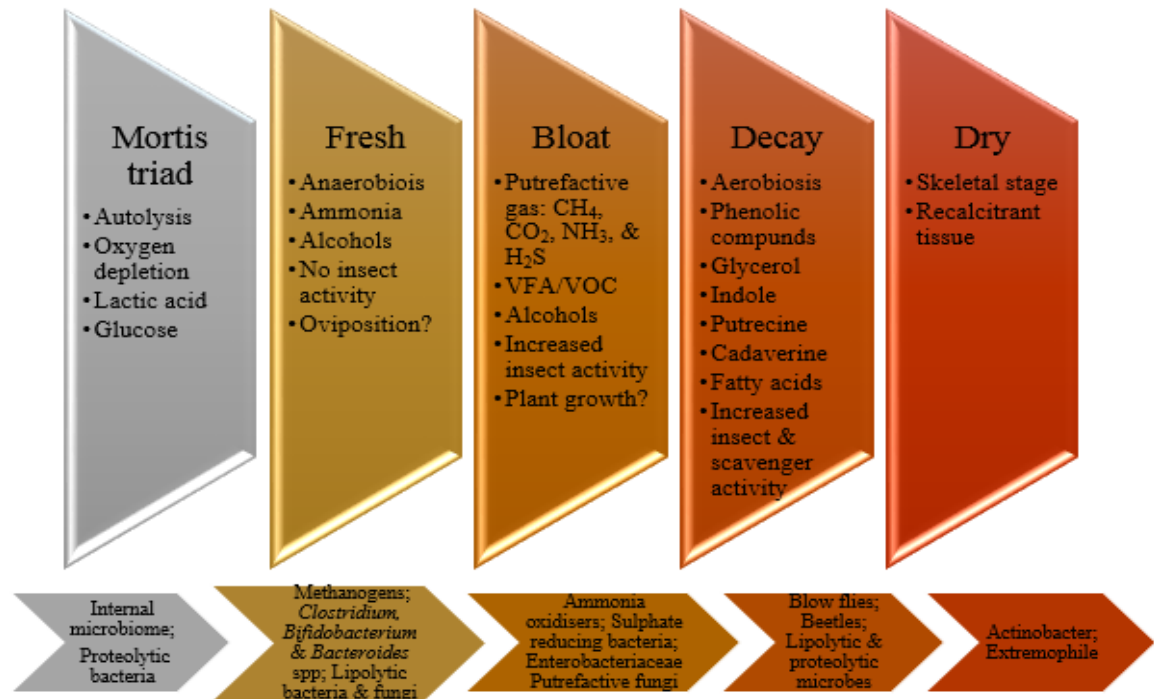 Mortis
triad
• Autolysis
• Oxygen
depletion
• Lactic acid
• Glucose
Fresh
• Anaerobiois
• Ammonia
• Alcohols
• No insect
activity
• Oviposition?
Bloat
• Putrefactive
gas: CH₄,
CO₂, NH₃, &
H₂S
• VFA/VOC
• Alcohols
• Increased
insect activity
• Plant growth?
Decay
• Aerobiosis
• Phenolic
compunds
• Glycerol
• Indole
• Putrecine
• Cadaverine
• Fatty acids
• Increased
insect &
scavenger
activity
Dry
• Skeletal stage
• Recalcitrant
tissue
Internal
microbiome;
Proteolytic
bacteria
Methanogens;
Clostridium,
Bifidobacterium
& Bacteroides
spp; Lipolytic
bacteria & fungi
Ammonia
oxidisers; Sulphate
reducing bacteria;
Enterobacteriaceae
Putrefactive fungi
Blow flies;
Beetles;
Lipolytic &
proteolytic
microbes
Actinobacter;
Extremophile